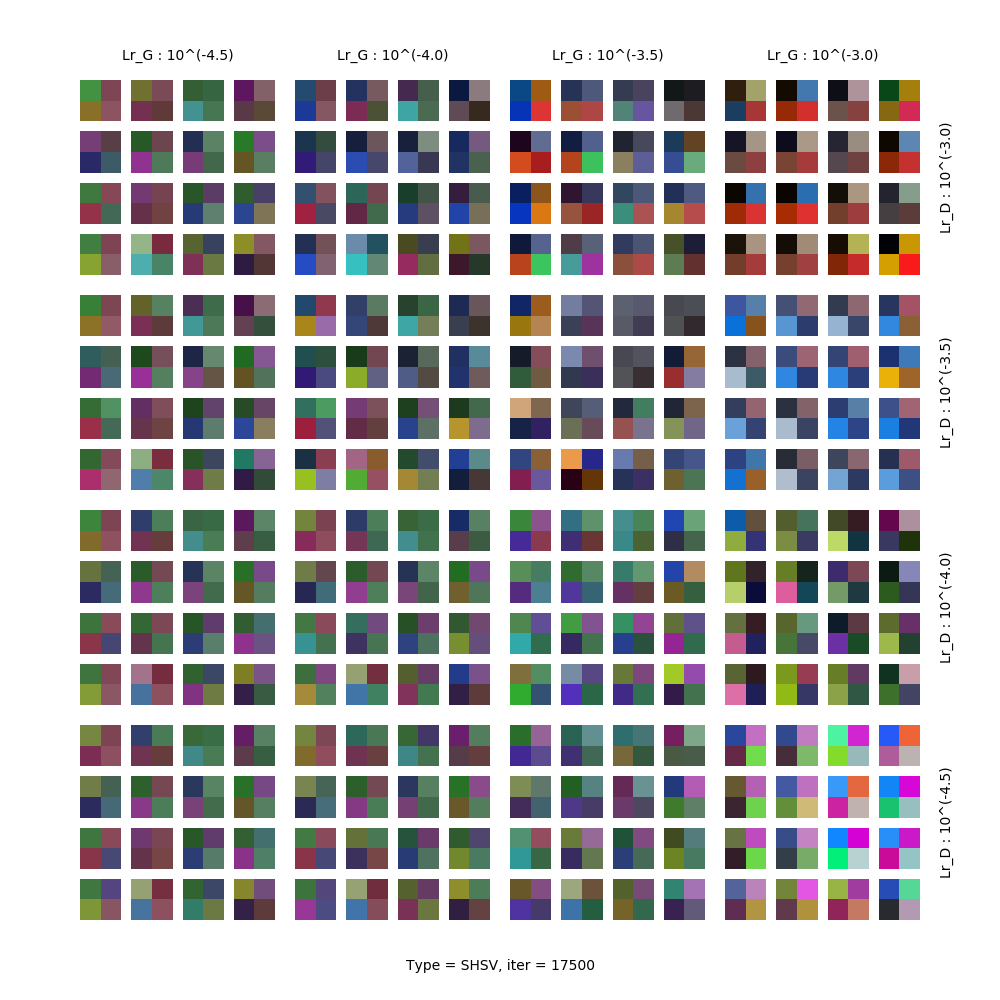 Lr_G : 10^(-4.5)
Lr_G : 10^(-4.0)
Lr_G : 10^(-3.5)
Lr_G : 10^(-3.0)
Lr_D : 10^(-3.0)
Lr_D : 10^(-3.5)
Lr_D : 10^(-4.0)
Lr_D : 10^(-4.5)
Type = SHSV, iter = 17500